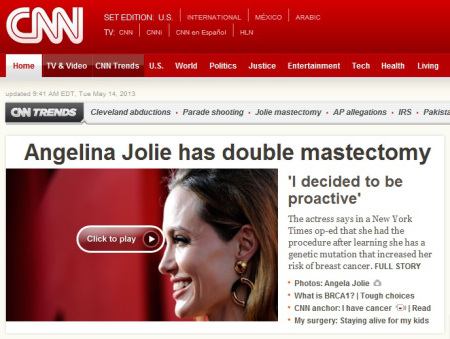 CNN
SET EDITION: U.S. | INTERNATIONAL | MÉXICO | ARABIC
TV: CNN | CNNi | CNN en Español | HLN
Home TV & Video CNN Trends U.S. World Politics Justice Entertainment Tech Health Living
updated 9:41 AM EDT, Tue May 14, 2013
CNN TRENDS Cleveland abductions • Parade shooting • Jolie mastectomy • AP allegations • IRS • Pakista
Angelina Jolie has double mastectomy
Click to play
'I decided to be
proactive'
The actress says in a New York
Times op-ed that she had the
procedure after learning she has a
genetic mutation that increased her
risk of breast cancer. FULL STORY
• Photos: Angela Jolie
• What is BRCA1? | Tough choices
• CNN anchor: I have cancer | Read
• My surgery: Staying alive for my kids